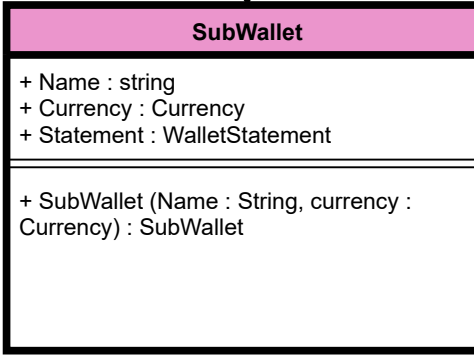 SubWallet
+ Name : string
+ Currency : Currency
+ Statement : WalletStatement
+ SubWallet (Name : String, currency :
Currency) : SubWallet